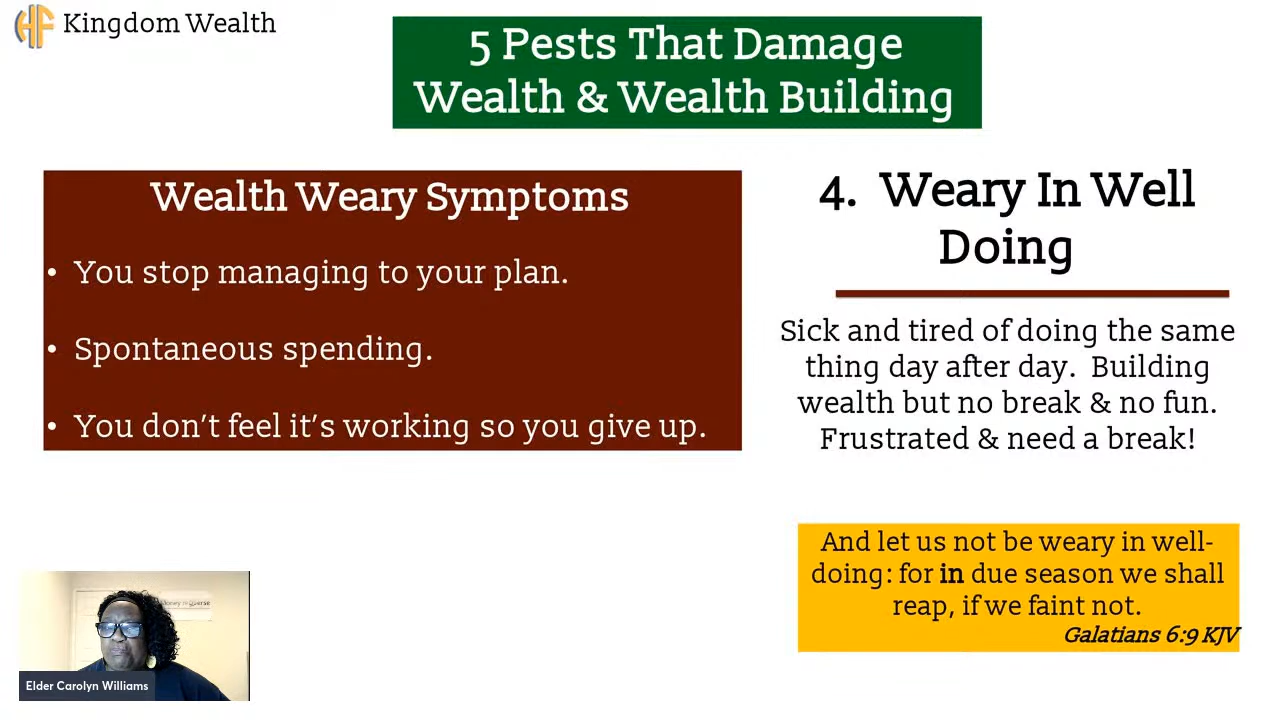 HF Kingdom Wealth
5 Pests That Damage
Wealth & Wealth Building
Wealth Weary Symptoms
• You stop managing to your plan.
• Spontaneous spending.
• You don't feel it's working so you give up.
4. Weary In Well
Doing
Sick and tired of doing the same
thing day after day. Building
wealth but no break & no fun.
Frustrated & need a break!
And let us not be weary in well-
doing: for in due season we shall
reap, if we faint not.
Galatians 6:9 KJV
Elder Carolyn Williams